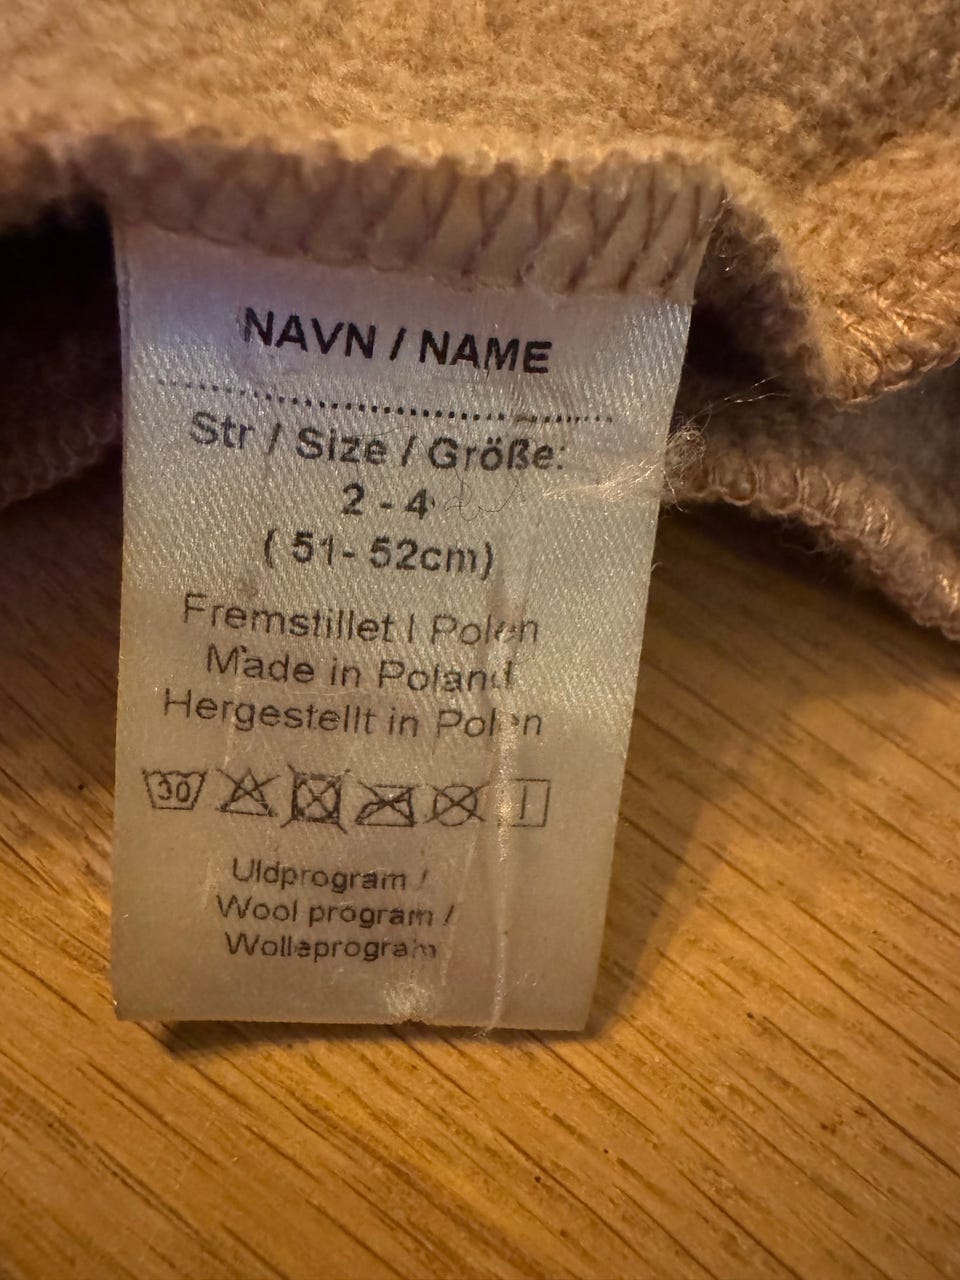 NAVN / NAME
Str / Size / Größe:
2 - 4
( 51- 52cm)
Fremstillet I Polen
Made in Poland
Hergestellt in Polen
30
Uldprogram /
Wool program /
Wolleprogram